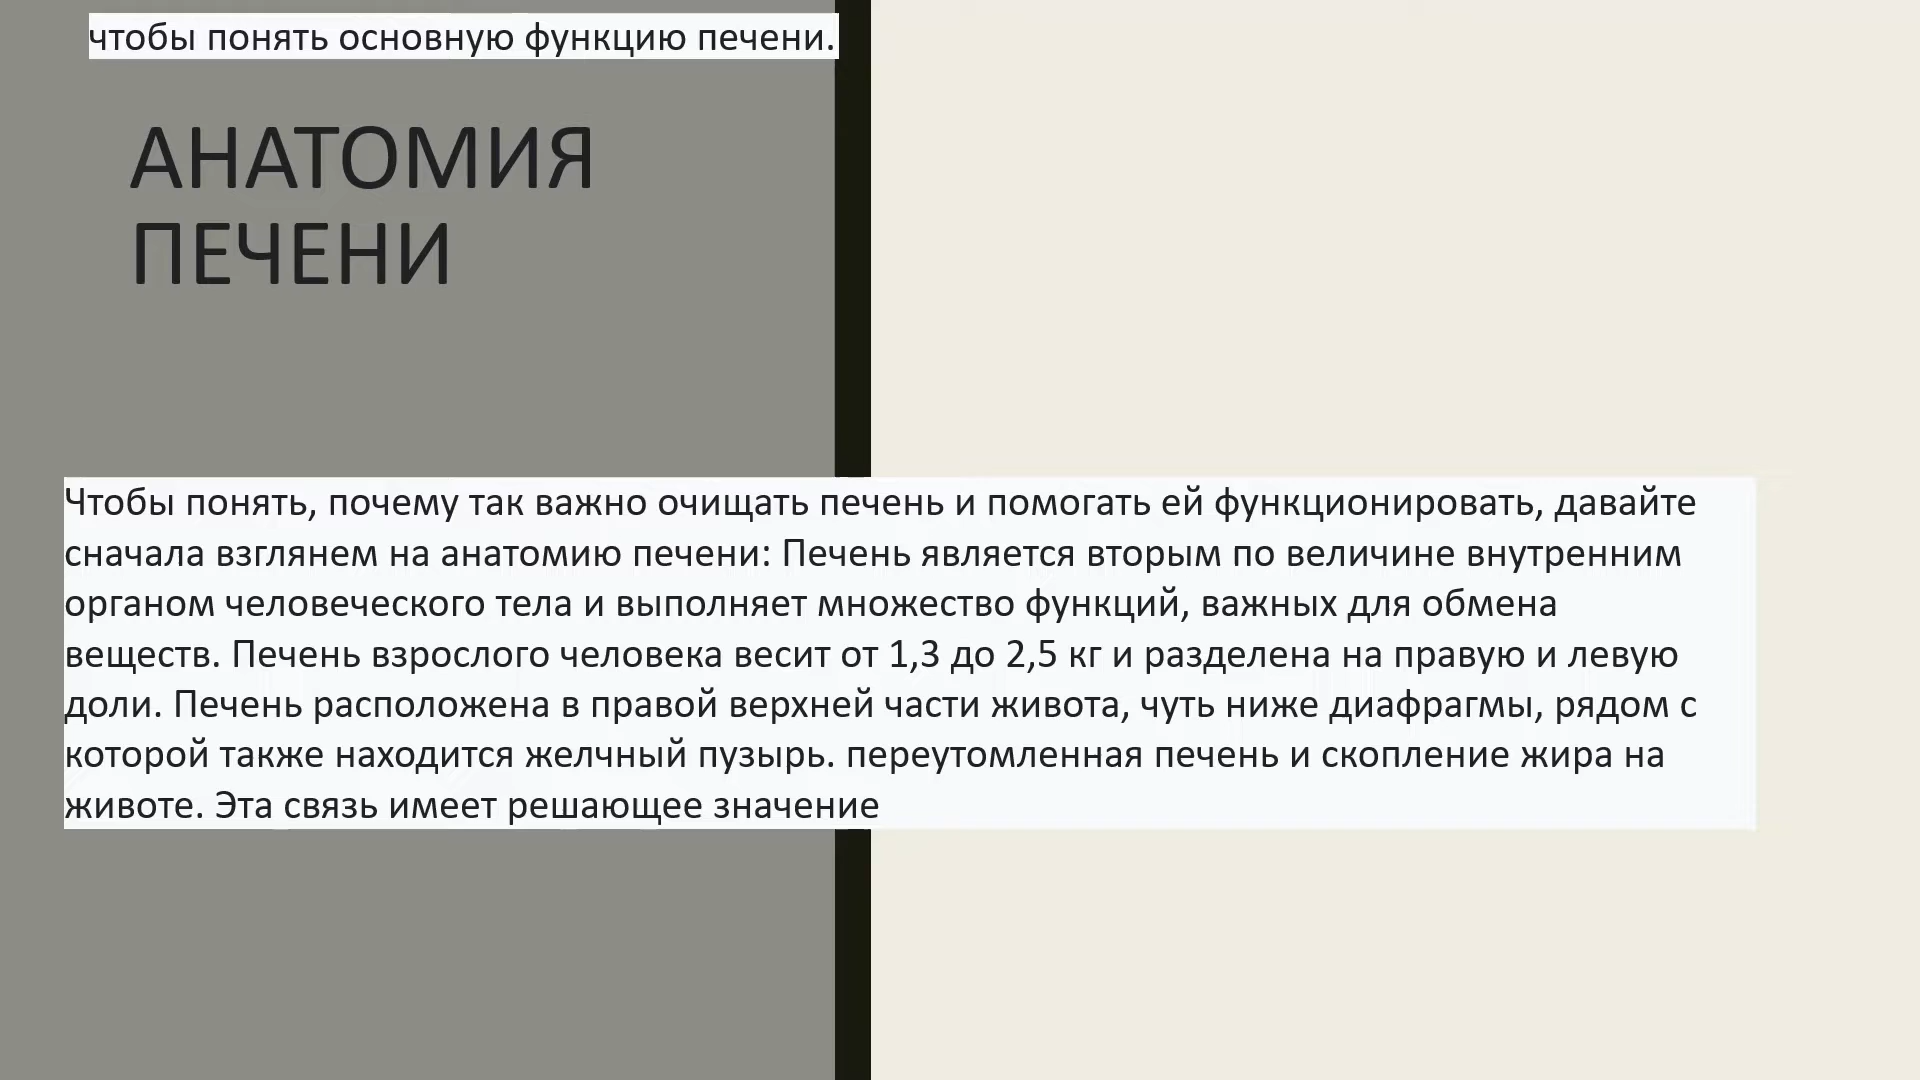 чтобы понять основную функцию печени.
АНАТОМИЯ
ПЕЧЕНИ
Чтобы понять, почему так важно очищать печень и помогать ей функционировать, давайте
сначала взглянем на анатомию печени: Печень является вторым по величине внутренним
органом человеческого тела и выполняет множество функций, важных для обмена
веществ. Печень взрослого человека весит от 1,3 до 2,5 кг и разделена на правую и левую
доли. Печень расположена в правой верхней части живота, чуть ниже диафрагмы, рядом с
которой также находится желчный пузырь. переутомленная печень и скопление жира на
животе. Эта связь имеет решающее значение